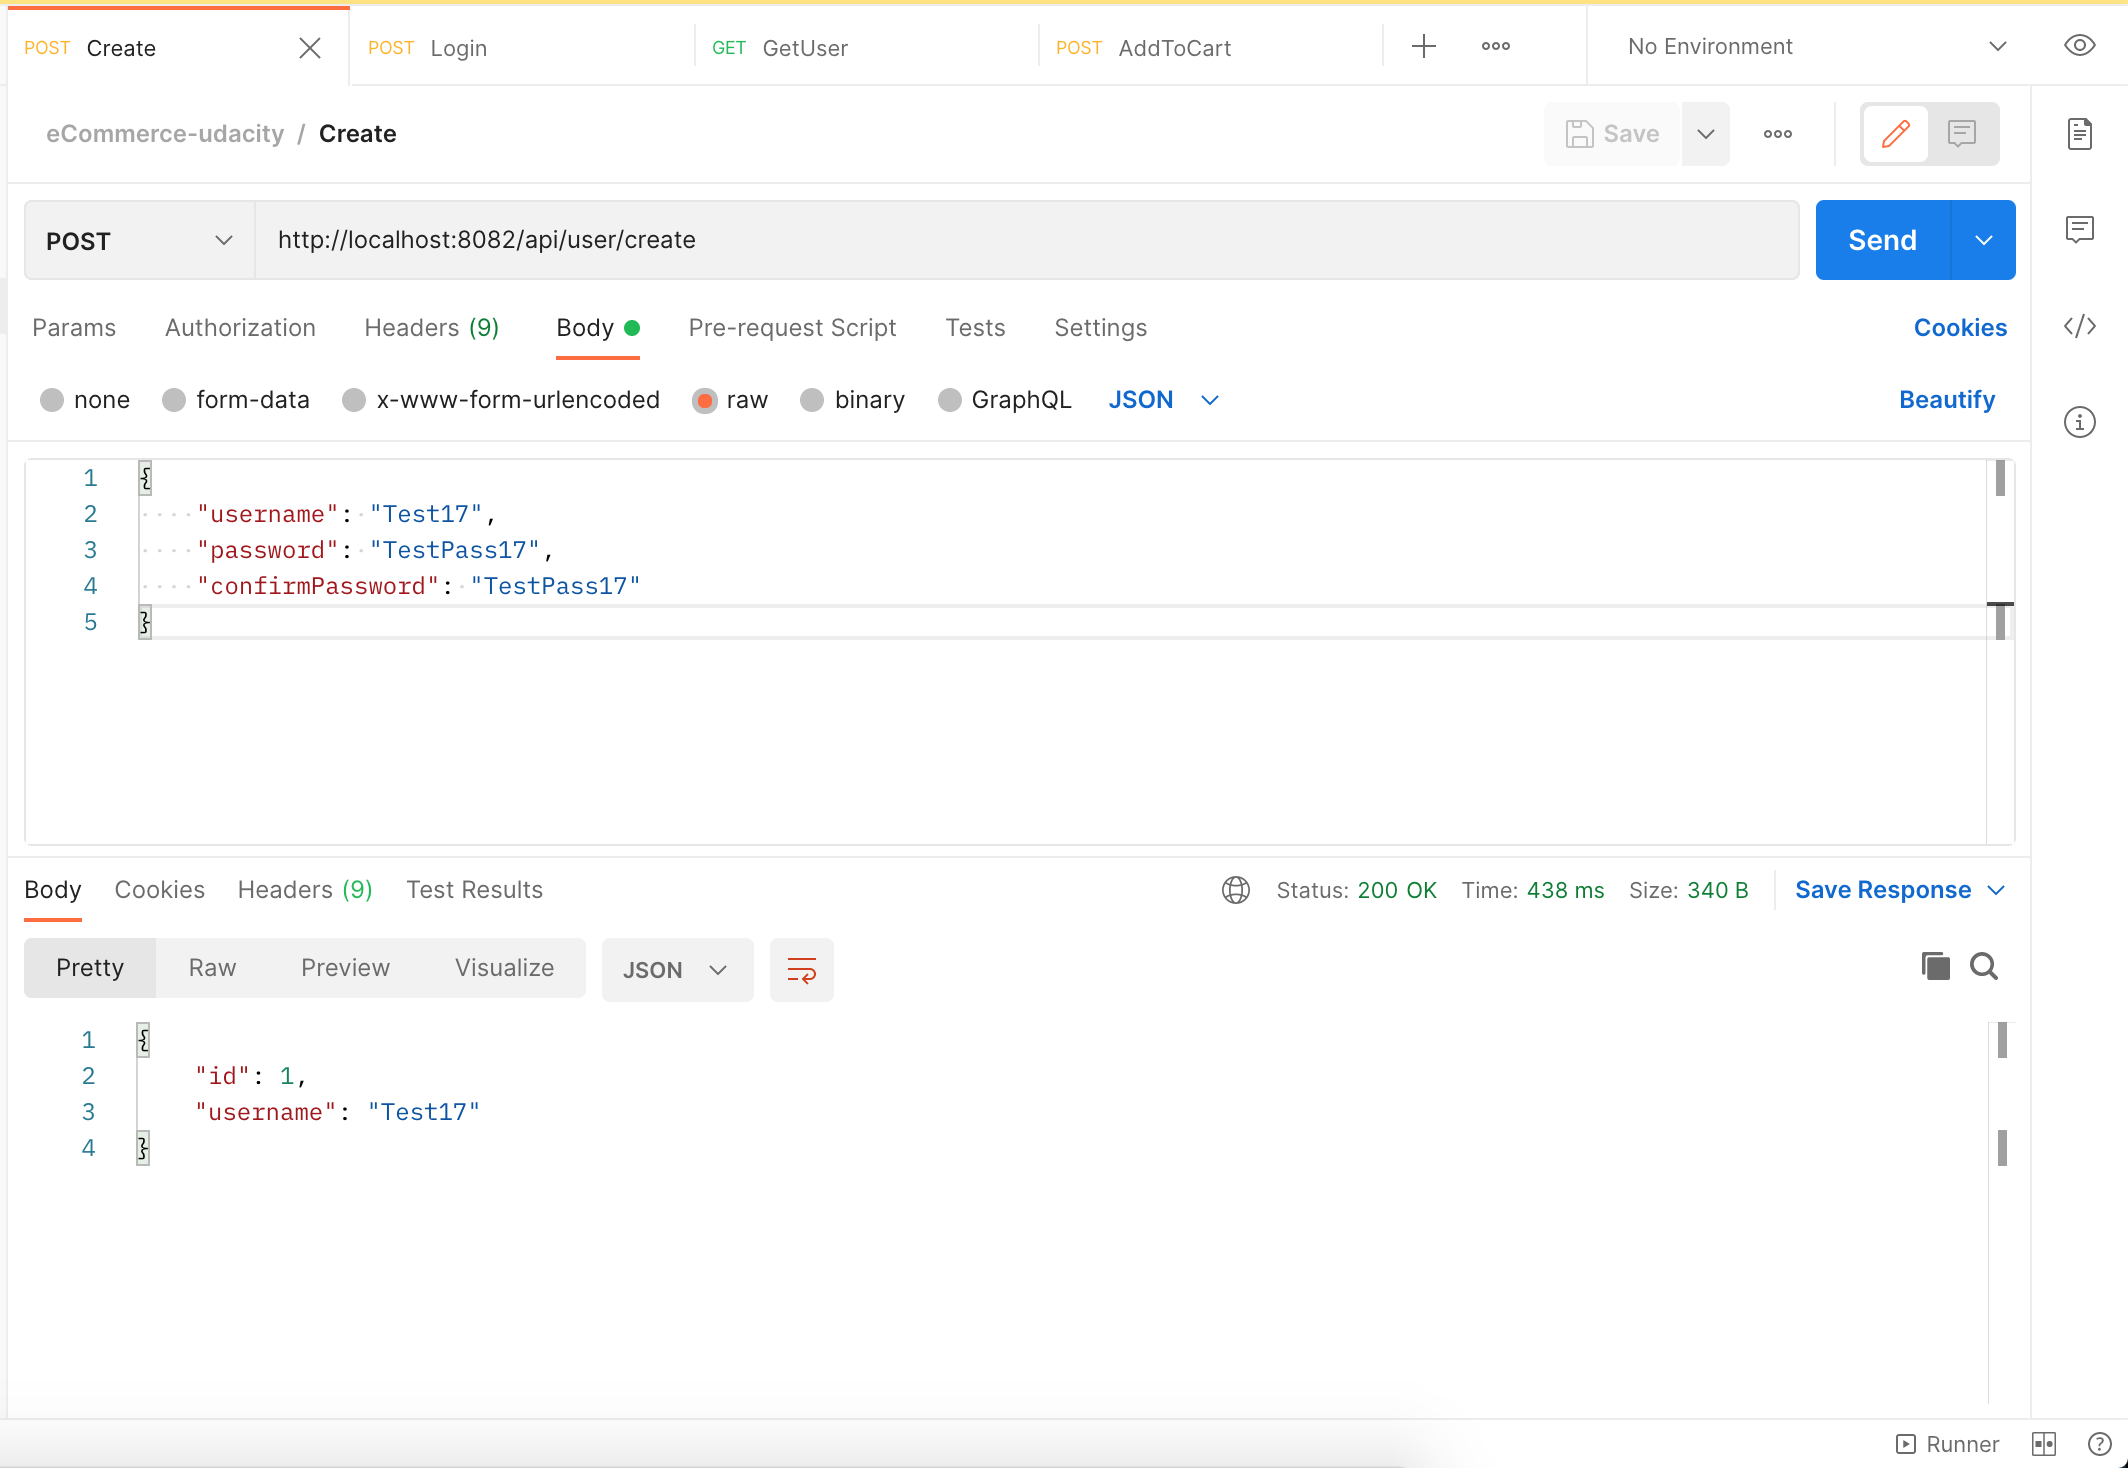 POST Create POST Login GET GetUser POST AddToCart No Environment
eCommerce-udacity / Create Save
POST http://localhost:8082/api/user/create Send
Params Authorization Headers (9) Body Pre-request Script Tests Settings Cookies
none form-data x-www-form-urlencoded raw binary GraphQL JSON Beautify
1 {
2 "username": "Test17",
3 "password": "TestPass17",
4 "confirmPassword": "TestPass17"
5 }
Body Cookies Headers (9) Test Results Status: 200 OK Time: 438 ms Size: 340 B Save Response
Pretty Raw Preview Visualize JSON
1 {
2 "id": 1,
3 "username": "Test17"
4 }
Runner